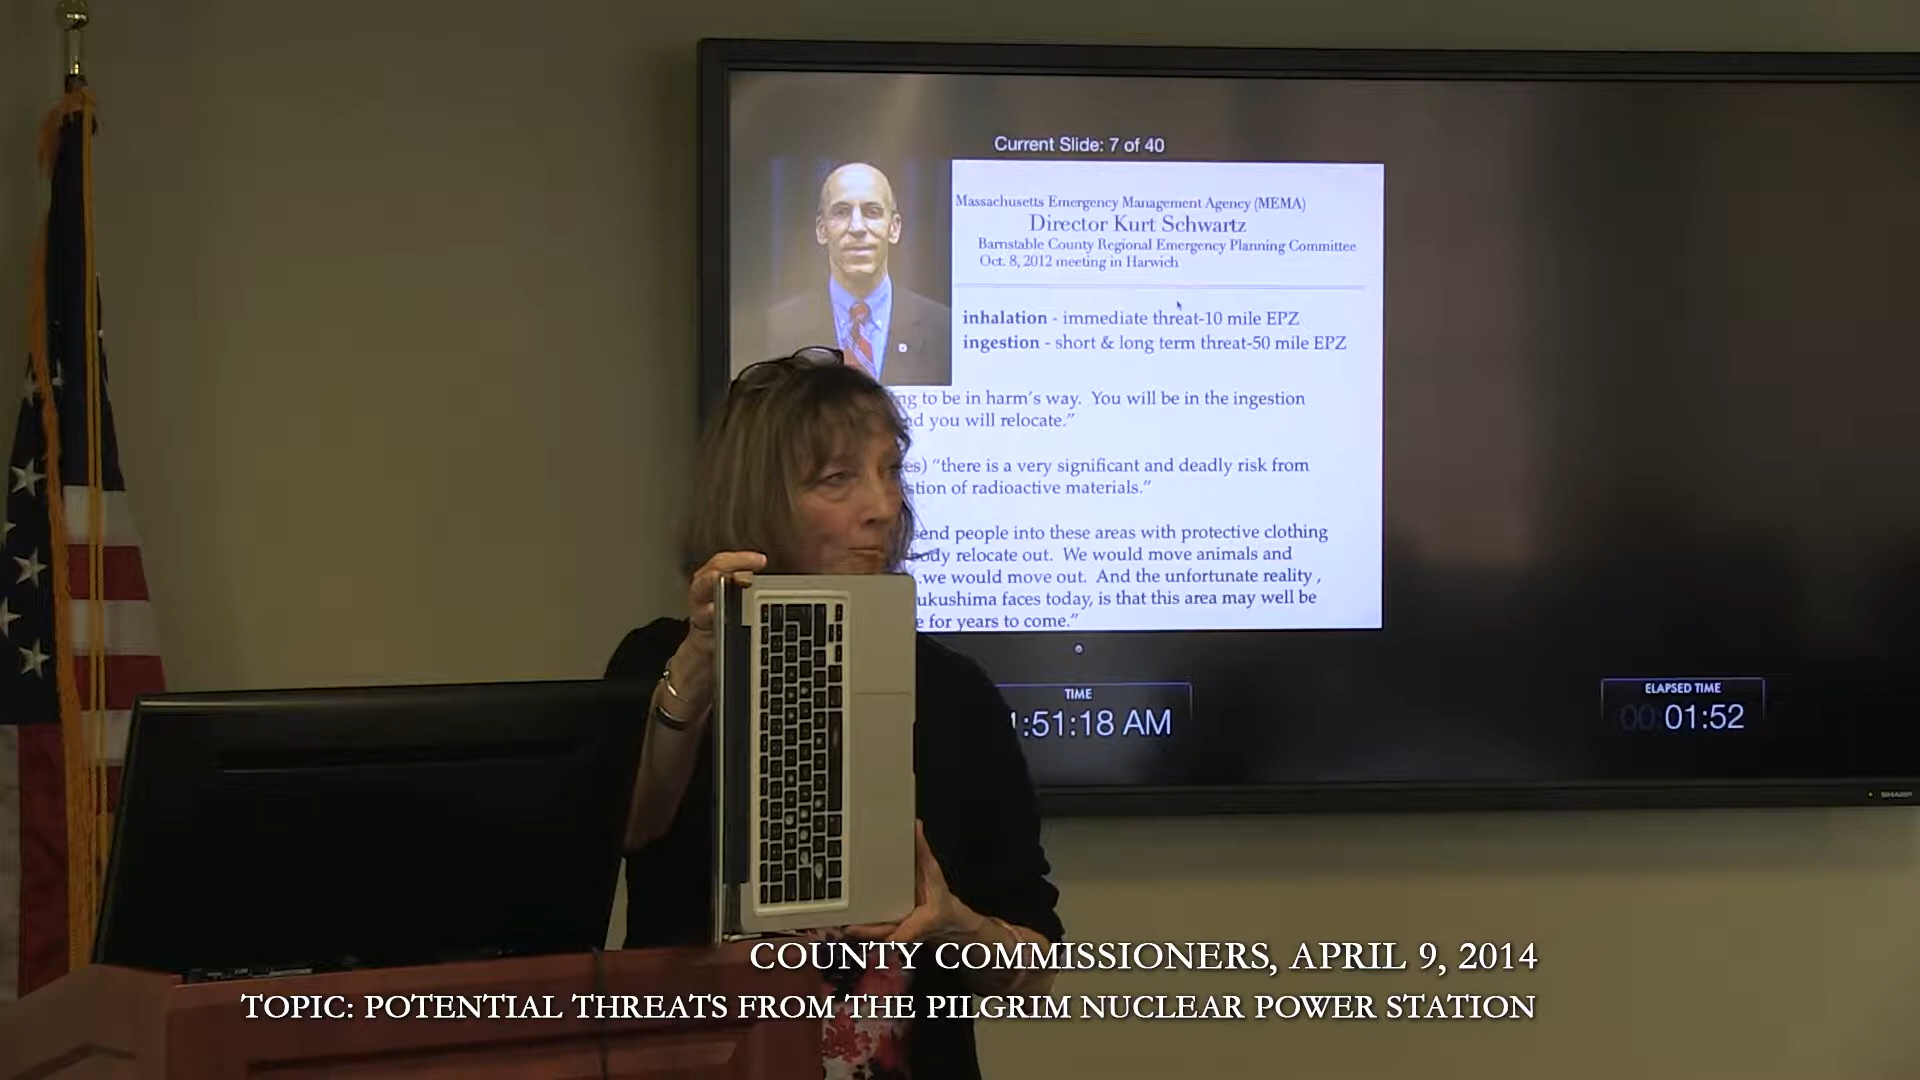 Current Slide: 7 of 40
Massachusetts Emergency Management Agency (MEMA)
Director Kurt Schwartz
Barnstable County Regional Emergency Planning Committee
Oct. 8, 2012 meeting in Harwich
inhalation - immediate threat-10 mile EPZ
ingestion - short & long term threat-50 mile EPZ
to be in harm's way. You will be in the ingestion
you will relocate."
"there is a very significant and deadly risk from
of radioactive materials."
send people into these areas with protective clothing
relocate out. We would move animals and
we would move out. And the unfortunate reality ,
faces today, is that this area may well be
for years to come."
TIME
:51:18 AM
ELAPSED TIME
00:01:52
SHARP
COUNTY COMMISSIONERS, APRIL 9, 2014
TOPIC: POTENTIAL THREATS FROM THE PILGRIM NUCLEAR POWER STATION